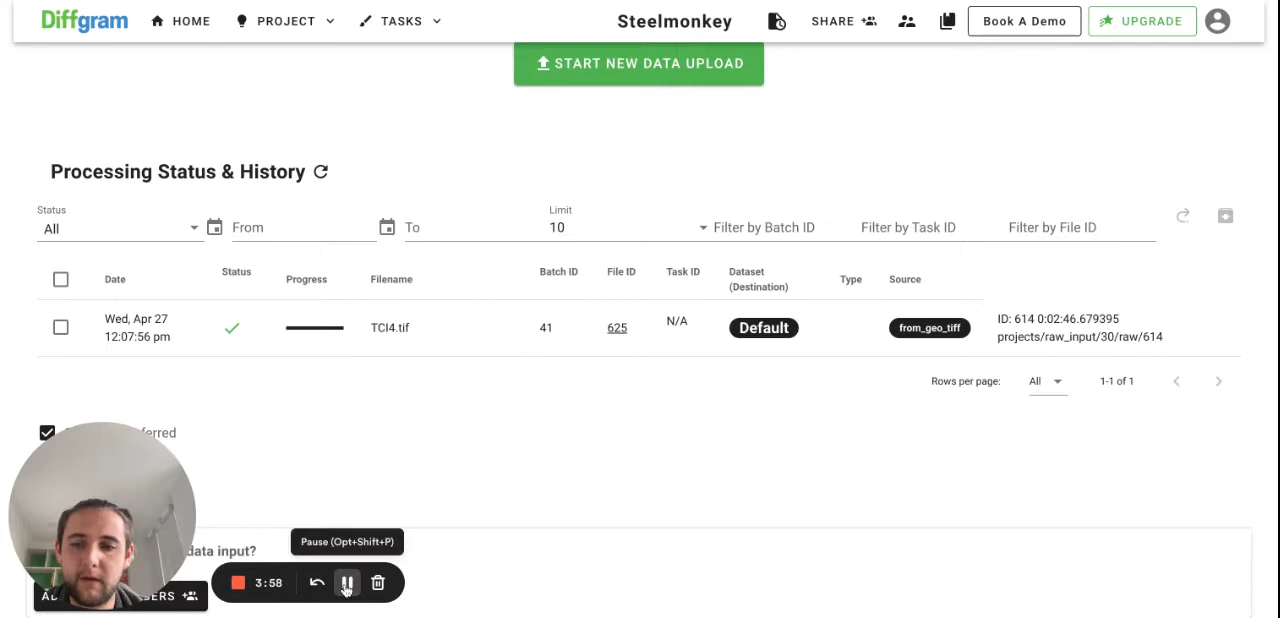 Diffgram HOME PROJECT TASKS Steelmonkey SHARE Book A Demo UPGRADE
START NEW DATA UPLOAD
Processing Status & History
Status
All From To
Limit
10 Filter by Batch ID Filter by Task ID Filter by File ID
Date Status Progress Filename Batch ID File ID Task ID Dataset (Destination) Type Source
Wed, Apr 27
12:07:56 pm TCI4.tif 41 625 N/A Default from_geo_tiff
ID: 614 0:02:46.679395
projects/raw_input/30/raw/614
Rows per page: All 1-1 of 1
data input?
Pause (Opt+Shift+P)
3:58